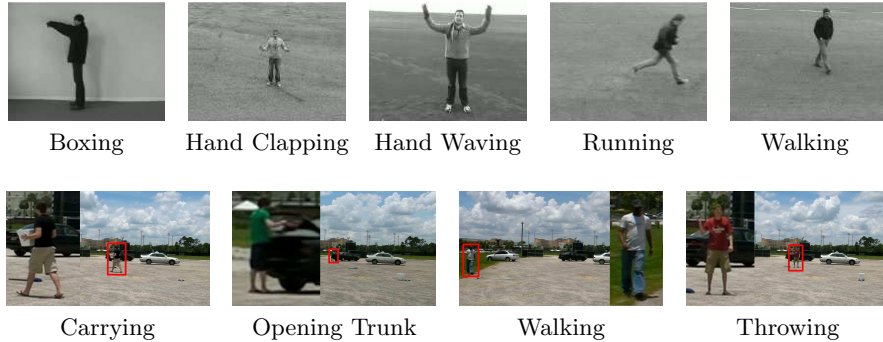 Boxing
Hand Clapping
Hand Waving
Running
Walking
Carrying
Opening Trunk
Walking
Throwing